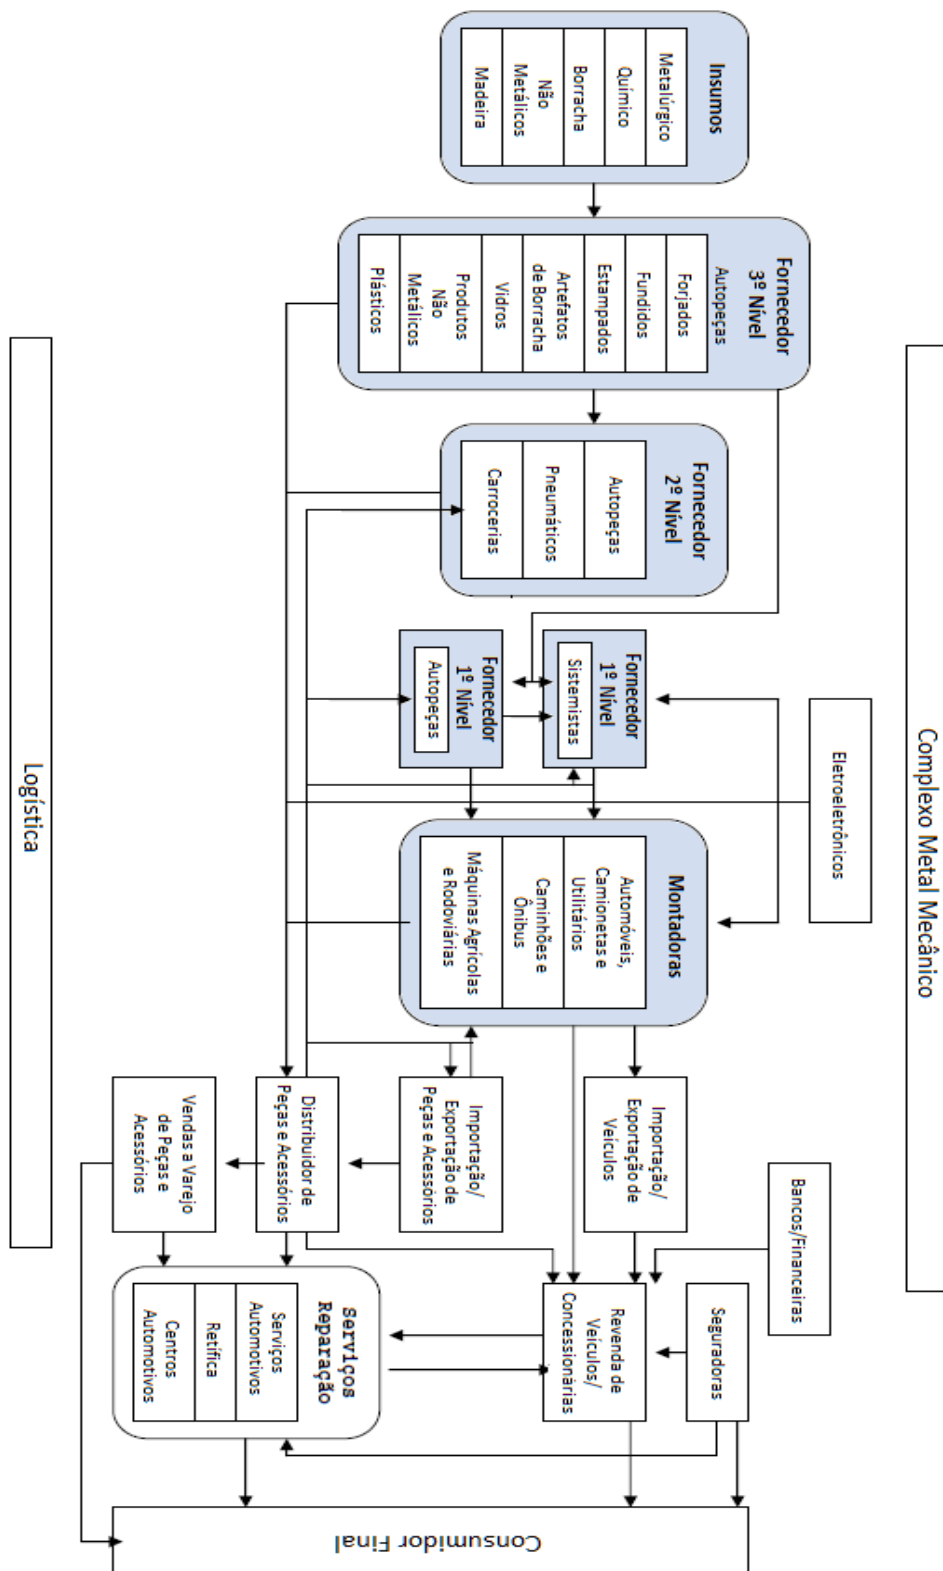 Complexo Metal Mecânico
Insumos
Metalúrgico
Químico
Borracha
Não
Metálicos
Madeira
Fornecedor
3º Nível
Autopeças
Forjados
Fundidos
Estampados
Artefatos
de Borracha
Vidros
Produtos
Não
Metálicos
Plásticos
Fornecedor
2º Nível
Autopeças
Pneumáticos
Carrocerias
Fornecedor
1º Nível
Sistemistas
Fornecedor
1º Nível
Autopeças
Eletroeletrônicos
Montadoras
Automóveis,
Camionetas e
Utilitários
Caminhões e
Ônibus
Máquinas Agrícolas
e Rodoviárias
Importação/
Exportação de
Veículos
Importação/
Exportação de
Peças e Acessórios
Distribuidor de
Peças e Acessórios
Vendas a Varejo
de Peças e
Acessórios
Bancos/Financeiras
Seguradoras
Revenda de
Veículos/
Concessionárias
Serviços
Reparação
Serviços
Automotivos
Retífica
Centros
Automotivos
Consumidor Final
Logística